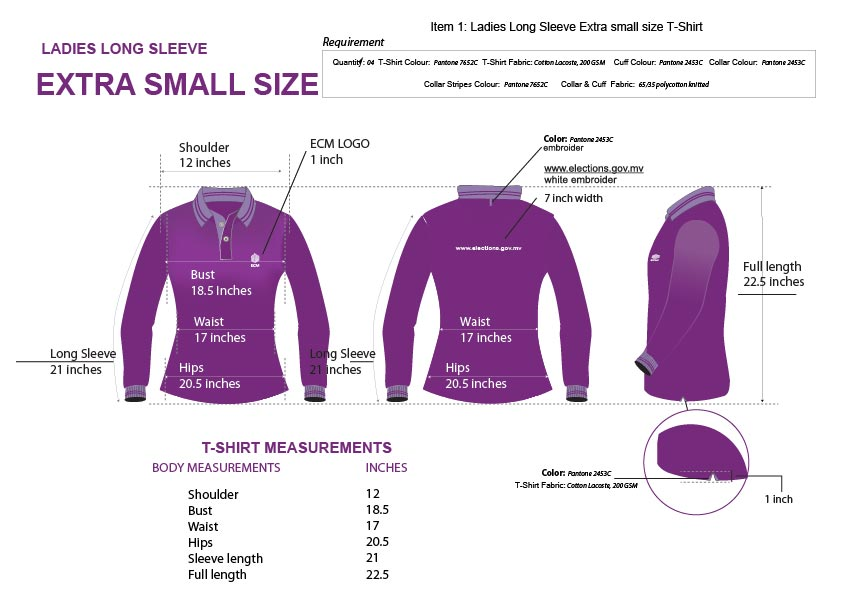 Item 1: Ladies Long Sleeve Extra small size T-Shirt
LADIES LONG SLEEVE
EXTRA SMALL SIZE
Requirement
Quantity: 04 T-Shirt Colour: Pantone 7652C T-Shirt Fabric: Cotton Lacoste, 200 GSM Cuff Colour: Pantone 2453C Collar Colour: Pantone 2453C
Collar Stripes Colour: Pantone 7652C Collar & Cuff Fabric: 65/35 polycotton knitted
Shoulder
12 inches
ECM LOGO
1 inch
Color: Pantone 2453C
embroider
www.elections.gov.mv
white embroider
7 inch width
ECM
www.elections.gov.mv
Bust
18.5 Inches
Waist
17 inches
Hips
20.5 inches
Long Sleeve
21 inches
Long Sleeve
21 inches
Waist
17 inches
Hips
20.5 inches
Full length
22.5 inches
T-SHIRT MEASUREMENTS
BODY MEASUREMENTS INCHES
Shoulder 12
Bust 18.5
Waist 17
Hips 20.5
Sleeve length 21
Full length 22.5
Color: Pantone 2453C
T-Shirt Fabric: Cotton Lacoste, 200 GSM
1 inch